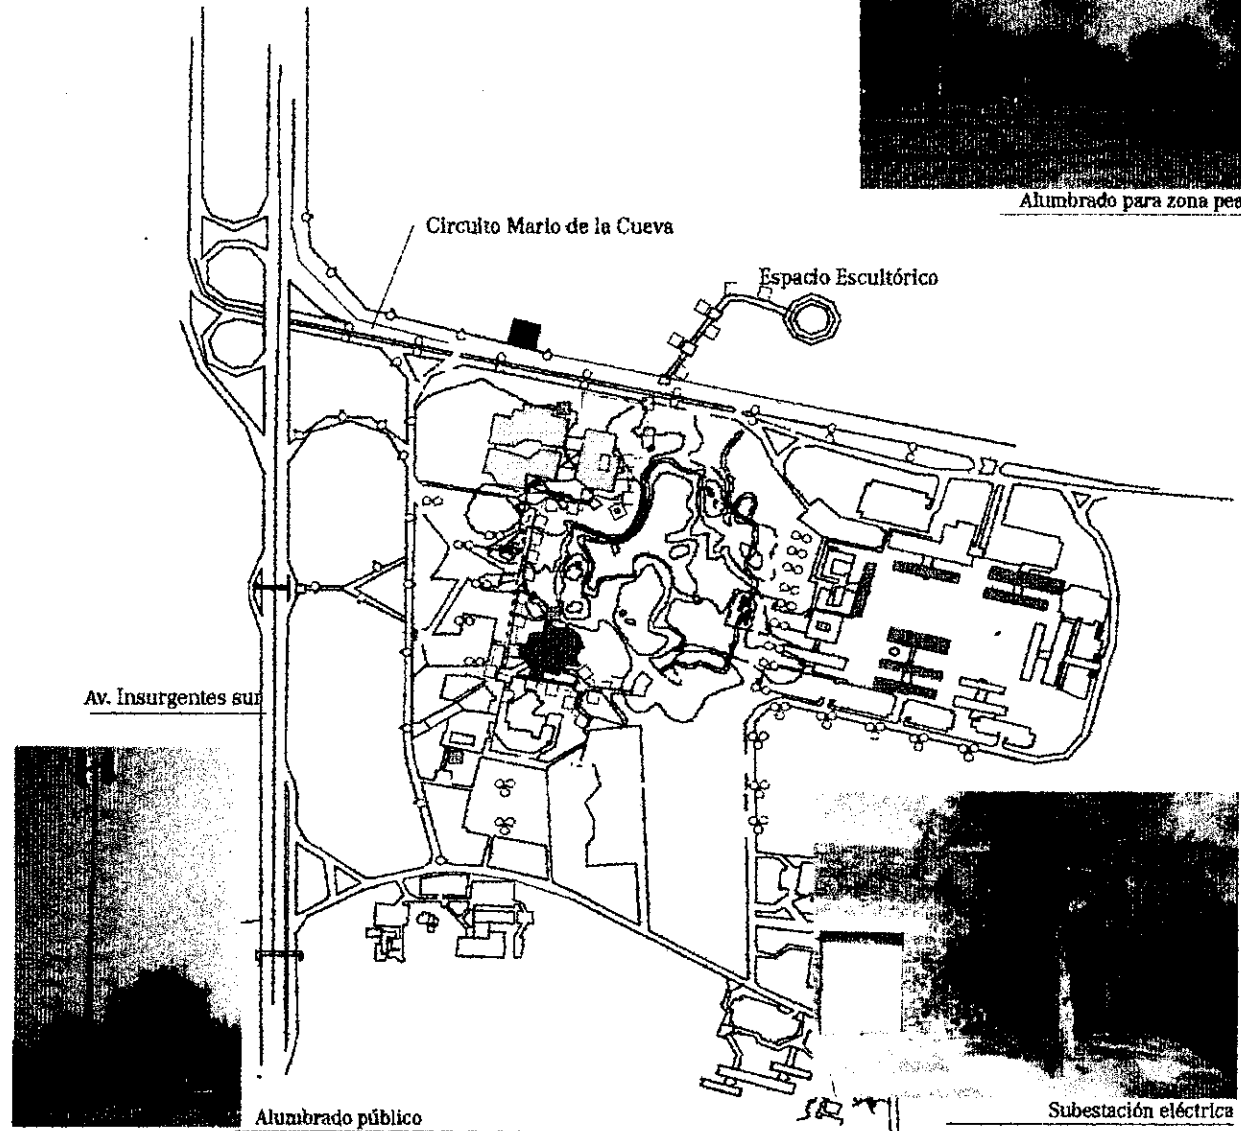 Alumbrado para zona pea
Circuito Mario de la Cueva
Espacio Escultórico
Av. Insurgentes sur
Alumbrado público
Subestación eléctrica